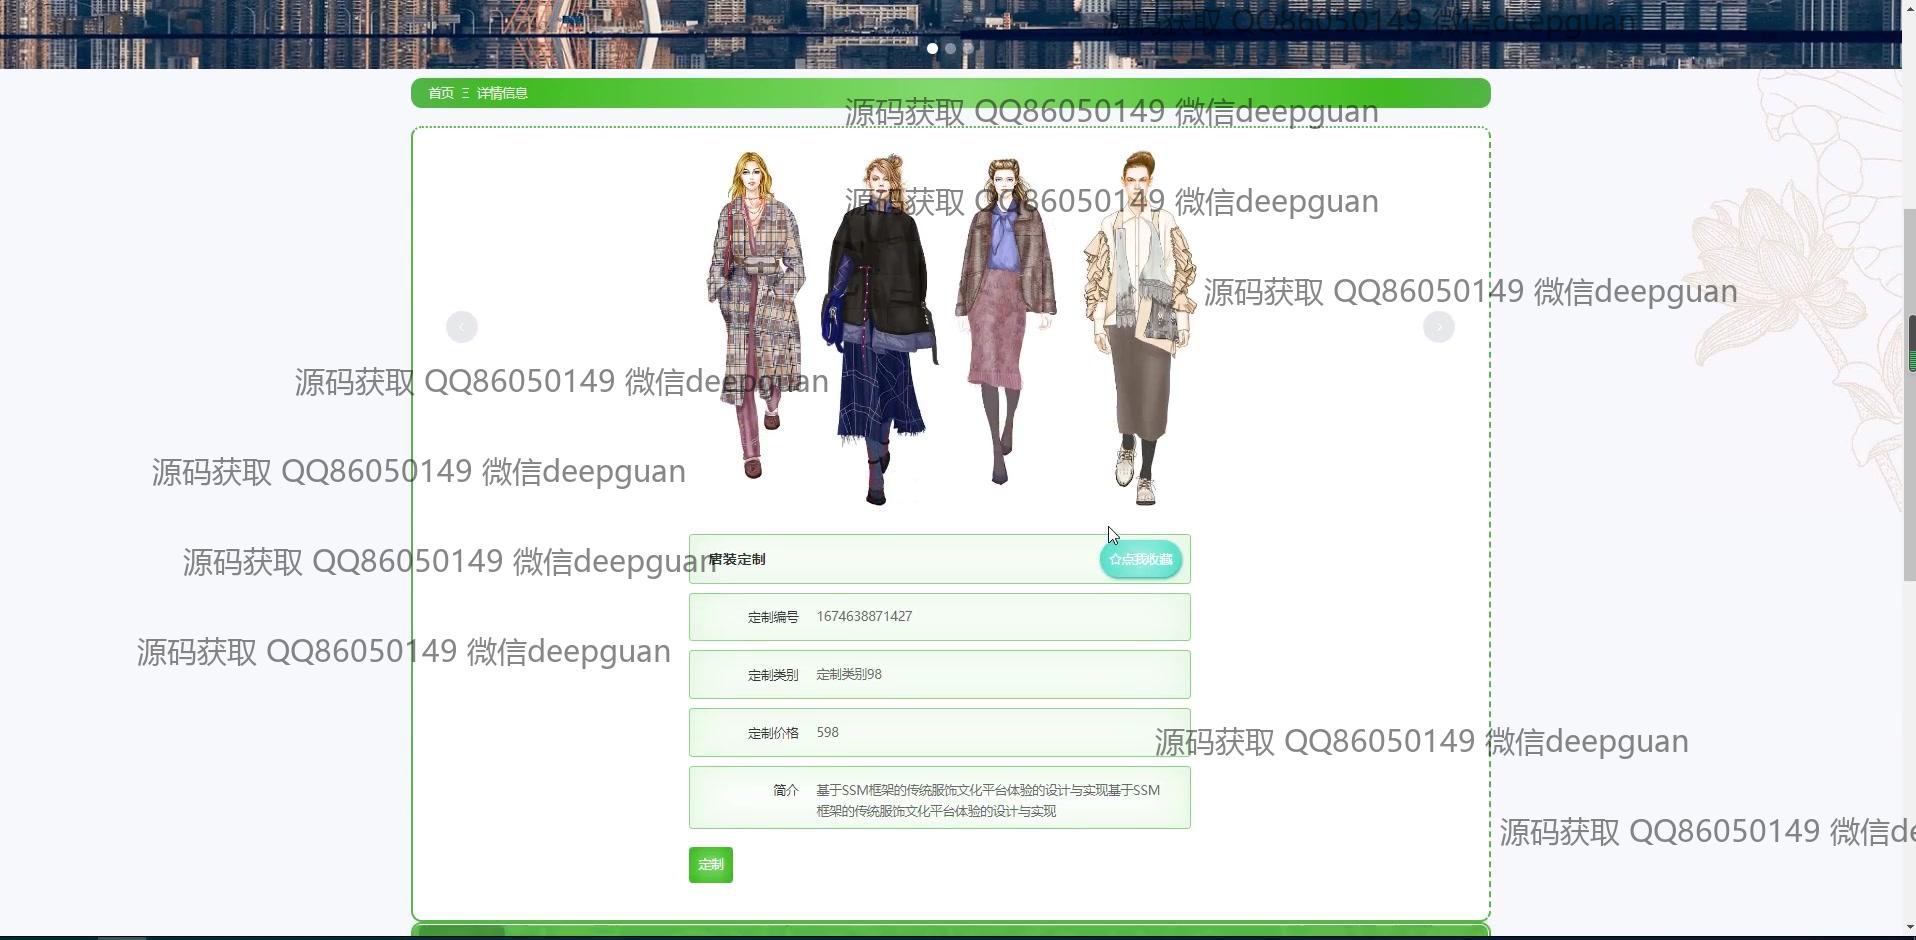 源码获取 QQ86050149 微信deepguan
首页 Ξ 详情信息
源码获取 QQ86050149 微信deepguan
源码获取 QQ86050149 微信deepguan
源码获取 QQ86050149 微信deepguan
源码获取 QQ86050149 微信deepguan
源码获取 QQ86050149 微信deepguan
源码获取 QQ86050149 微信deepguan
唐装定制
☆点我收藏
定制编号 1674638871427
源码获取 QQ86050149 微信deepguan
定制类别 定制类别98
定制价格 598
源码获取 QQ86050149 微信deepguan
简介 基于SSM框架的传统服饰文化平台体验的设计与实现基于SSM
框架的传统服饰文化平台体验的设计与实现
源码获取 QQ86050149 微信de
定制